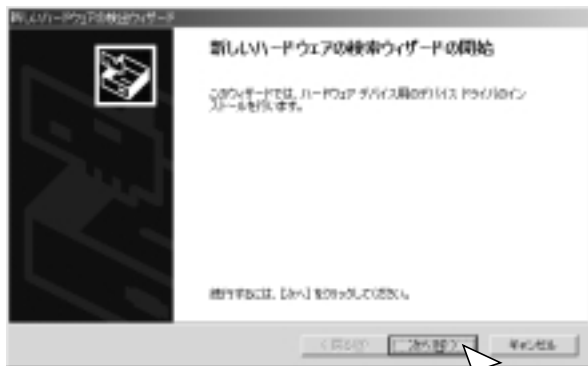 新しいハードウェアの検出ウィザード
新しいハードウェアの検索ウィザードの開始
このウィザードでは、ハードウェア デバイス用のデバイス ドライバのイン
ストールを行います。
続行するには、[次へ] をクリックしてください。
< 戻る(B) 次へ(N) > キャンセル